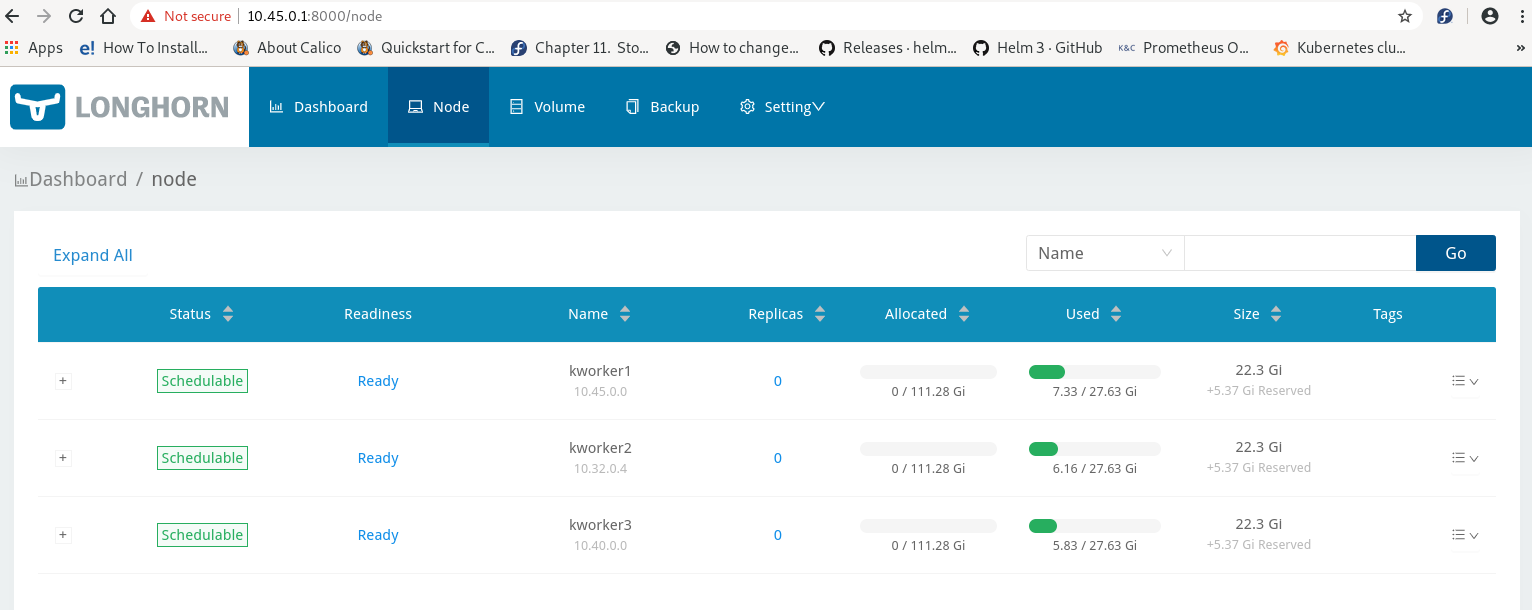 Not secure 10.45.0.1:8000/node
Apps How To Install... About Calico Quickstart for C... Chapter 11. Sto... How to change... Releases · helm... Helm 3 · GitHub K&C Prometheus O... Kubernetes clu... »
LONGHORN Dashboard Node Volume Backup Setting
Dashboard / node
Expand All Name Go
Status Readiness Name Replicas Allocated Used Size Tags
+ Schedulable Ready kworker1 0 22.3 Gi
10.45.0.0 0 / 111.28 Gi 7.33 / 27.63 Gi +5.37 Gi Reserved
+ Schedulable Ready kworker2 0 22.3 Gi
10.32.0.4 0 / 111.28 Gi 6.16 / 27.63 Gi +5.37 Gi Reserved
+ Schedulable Ready kworker3 0 22.3 Gi
10.40.0.0 0 / 111.28 Gi 5.83 / 27.63 Gi +5.37 Gi Reserved